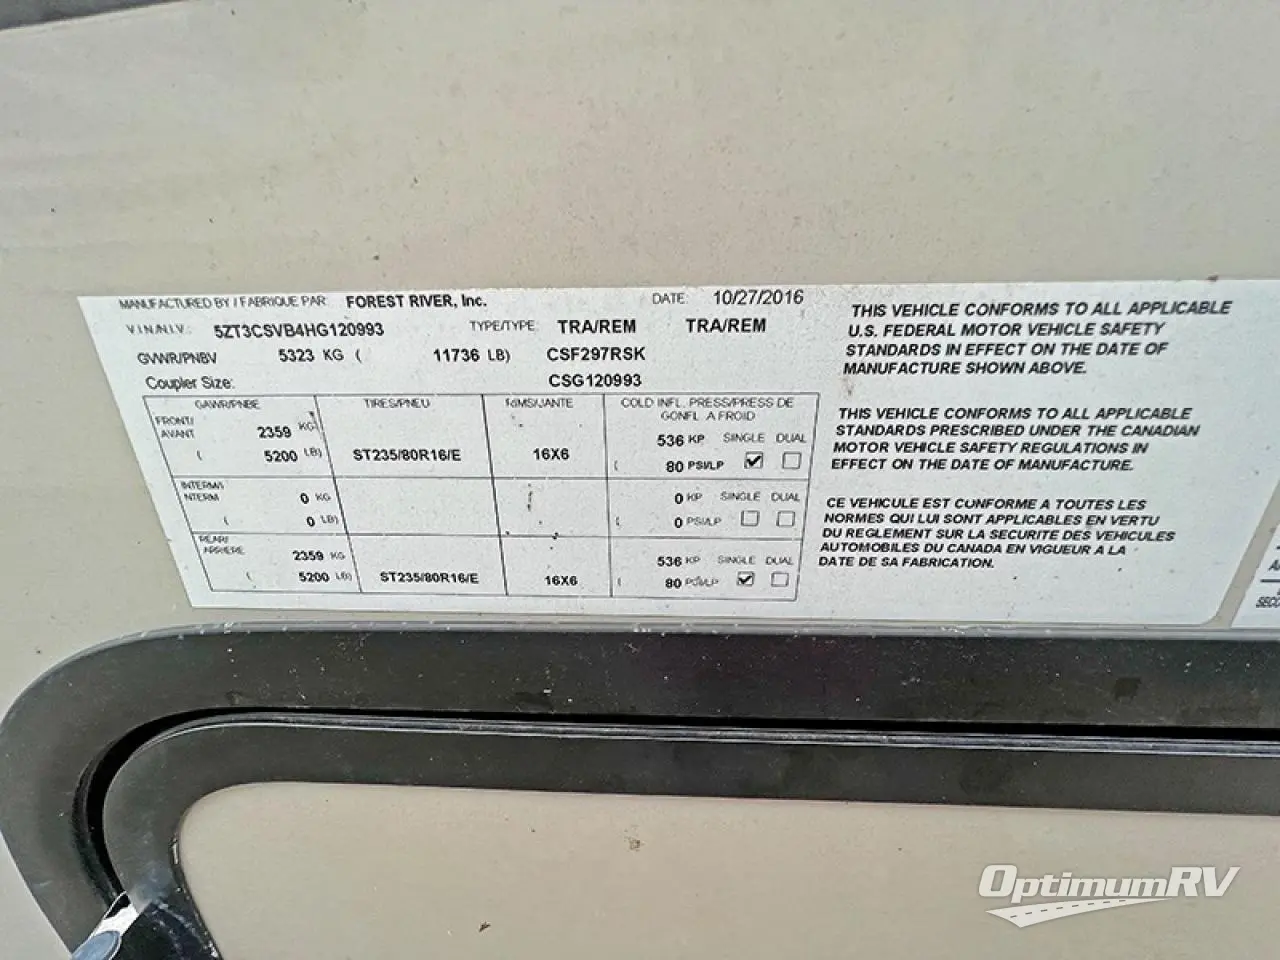 MANUFACTURED BY / FABRIQUE PAR FOREST RIVER, Inc. DATE: 10/27/2016
V.I.N/N.I.V.: 5ZT3CSVB4HG120993 TYPE/TYPE: TRA/REM TRA/REM
GVWR/PNBV 5323 KG ( 11736 LB) CSF297RSK
Coupler Size: CSG120993
GAWR/PNBE TIRES/PNEU RIMS/JANTE COLD INFL. PRESS/PRESS DE
GONFL. A FROID
FRONT/
AVANT 2359 KG 536 KP SINGLE DUAL
( 5200 LB) ST235/80R16/E 16X6 ( 80 PSI/LP
INTERM/
INTERM 0 KG 0 KP SINGLE DUAL
( 0 LB) ( 0 PSI/LP
REAR/
ARRIERE 2359 KG 536 KP SINGLE DUAL
( 5200 LB) ST235/80R16/E 16X6 ( 80 PSI/LP
THIS VEHICLE CONFORMS TO ALL APPLICABLE
U.S. FEDERAL MOTOR VEHICLE SAFETY
STANDARDS IN EFFECT ON THE DATE OF
MANUFACTURE SHOWN ABOVE.
THIS VEHICLE CONFORMS TO ALL APPLICABLE
STANDARDS PRESCRIBED UNDER THE CANADIAN
MOTOR VEHICLE SAFETY REGULATIONS IN
EFFECT ON THE DATE OF MANUFACTURE.
CE VEHICULE EST CONFORME A TOUTES LES
NORMES QUI LUI SONT APPLICABLES EN VERTU
DU REGLEMENT SUR LA SECURITE DES VEHICULES
AUTOMOBILES DU CANADA EN VIGUEUR A LA
DATE DE SA FABRICATION.
OptimumRV